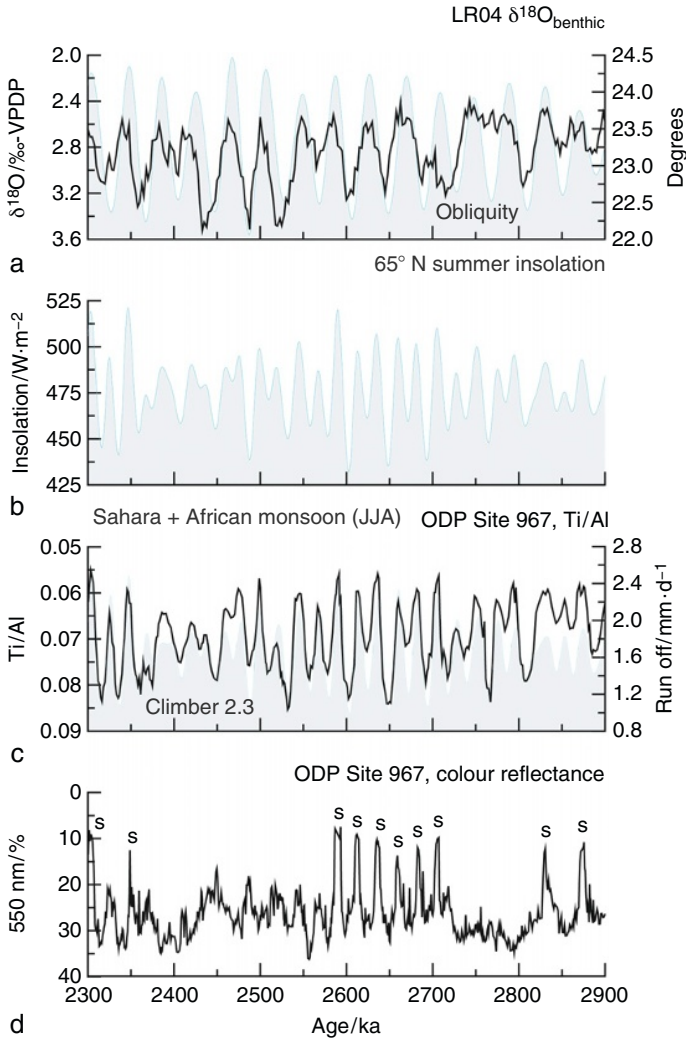 LR04 δ18Obenthic
2.0
2.4
2.8
3.2
3.6
δ18O/‰-VPDP
24.5
24.0
23.5
23.0
22.5
22.0
Degrees
Obliquity
a
65° N summer insolation
525
500
475
450
425
Insolation/W·m−2
b
Sahara + African monsoon (JJA) ODP Site 967, Ti/Al
0.05
0.06
0.07
0.08
0.09
Ti/Al
2.8
2.4
2.0
1.6
1.2
0.8
Run off/mm·d−1
Climber 2.3
c
ODP Site 967, colour reflectance
0
10
20
30
40
550 nm/%
s s s s s s s s s s
2300 2400 2500 2600 2700 2800 2900
d
Age/ka